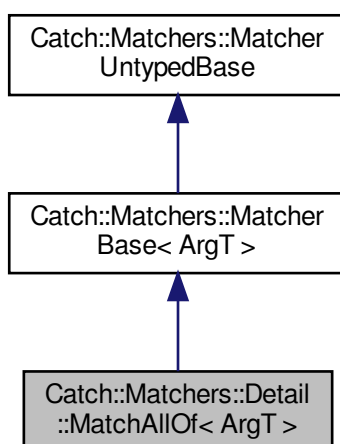 Catch::Matchers::Matcher
UntypedBase
Catch::Matchers::Matcher
Base< ArgT >
Catch::Matchers::Detail
::MatchAllOf< ArgT >